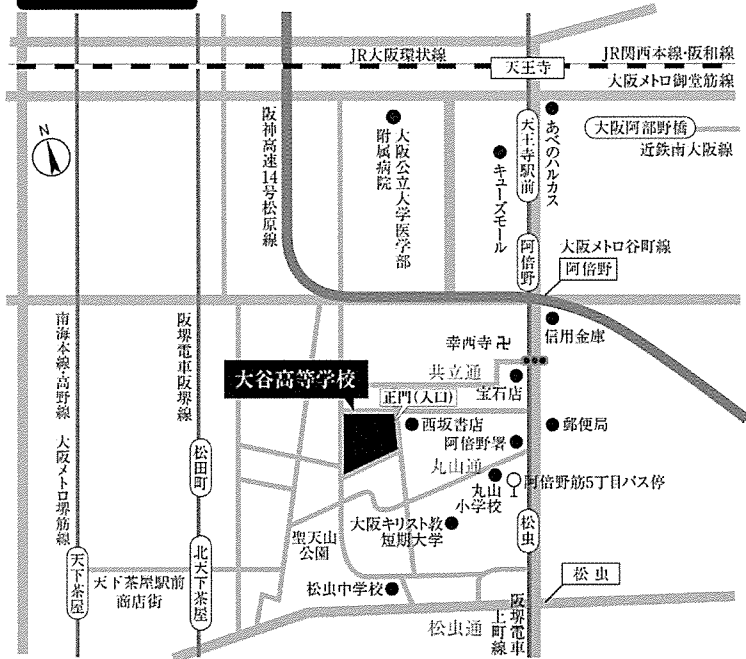 JR大阪環状線
天王寺
JR関西本線・阪和線
大阪メトロ御堂筋線
N
阪神高速14号松原線
大阪公立大学医学部
附属病院
キューズモール
天王寺駅前
あべのハルカス
大阪阿部野橋
近鉄南大阪線
阿倍野
大阪メトロ谷町線
阿倍野
信用金庫
南海本線・高野線
大阪メトロ堺筋線
阪堺電車阪堺線
幸西寺卍
共立通
宝石店
大谷高等学校
正門(入口)
西坂書店
郵便局
阿倍野署
丸山通
丸山
小学校
阿倍野筋5丁目バス停
松田町
聖天山
公園
大阪キリスト教
短期大学
松虫
天下茶屋
天下茶屋駅前
商店街
北天下茶屋
松虫中学校
松虫
松虫通
阪堺電車
上町線